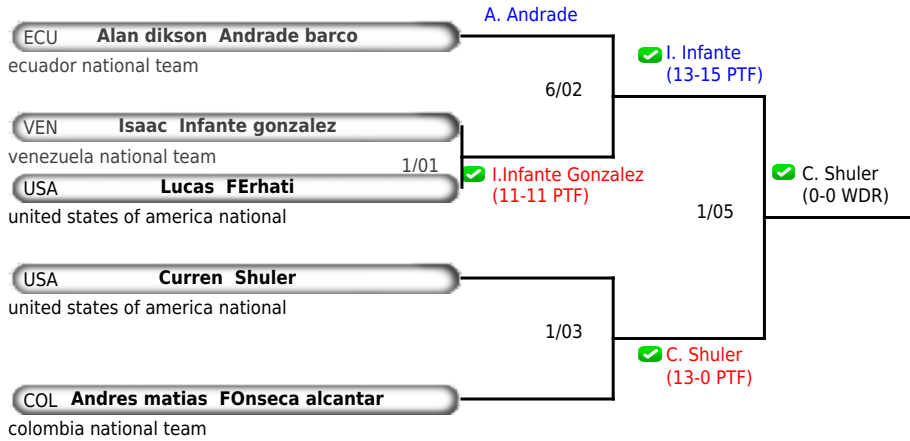 A. Andrade
ECU Alan dikson Andrade barco
ecuador national team
I. Infante
(13-15 PTF)
6/02
VEN Isaac Infante gonzalez
venezuela national team
1/01
I.Infante Gonzalez
(11-11 PTF)
USA Lucas FErhati
united states of america national
C. Shuler
(0-0 WDR)
1/05
USA Curren Shuler
united states of america national
1/03
C. Shuler
(13-0 PTF)
COL Andres matias FOnseca alcantar
colombia national team